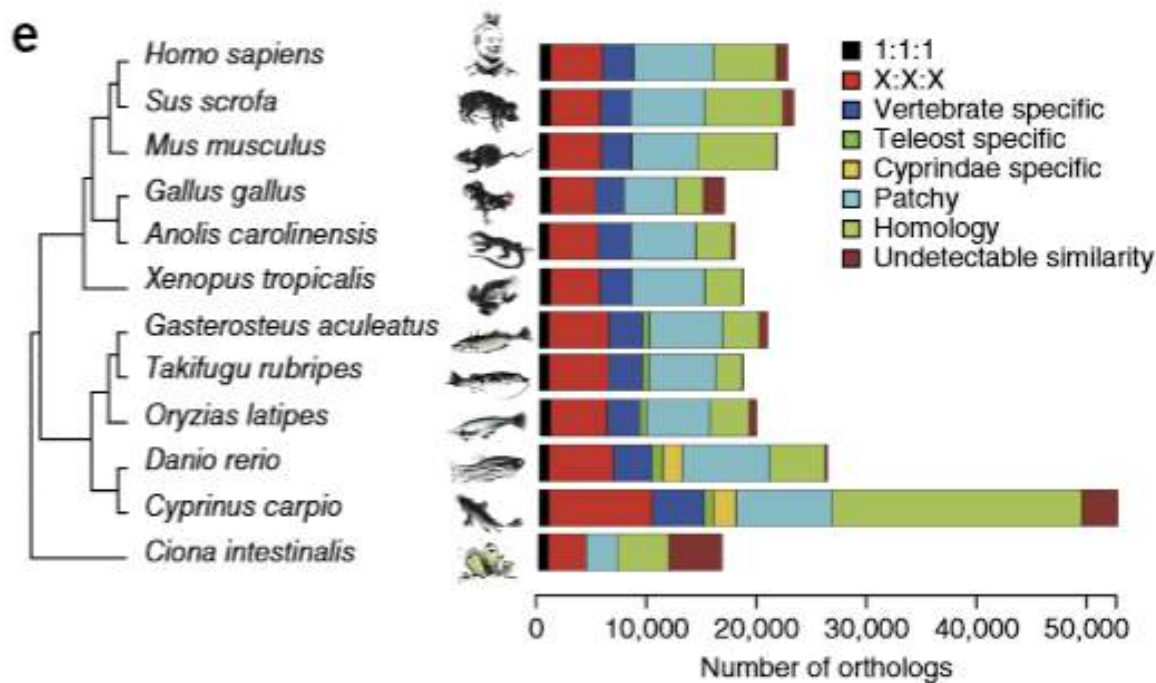 e
Homo sapiens
Sus scrofa
Mus musculus
Gallus gallus
Anolis carolinensis
Xenopus tropicalis
Gasterosteus aculeatus
Takifugu rubripes
Oryzias latipes
Danio rerio
Cyprinus carpio
Ciona intestinalis
1:1:1
X:X:X
Vertebrate specific
Teleost specific
Cyprindae specific
Patchy
Homology
Undetectable similarity
0 10,000 20,000 30,000 40,000 50,000
Number of orthologs